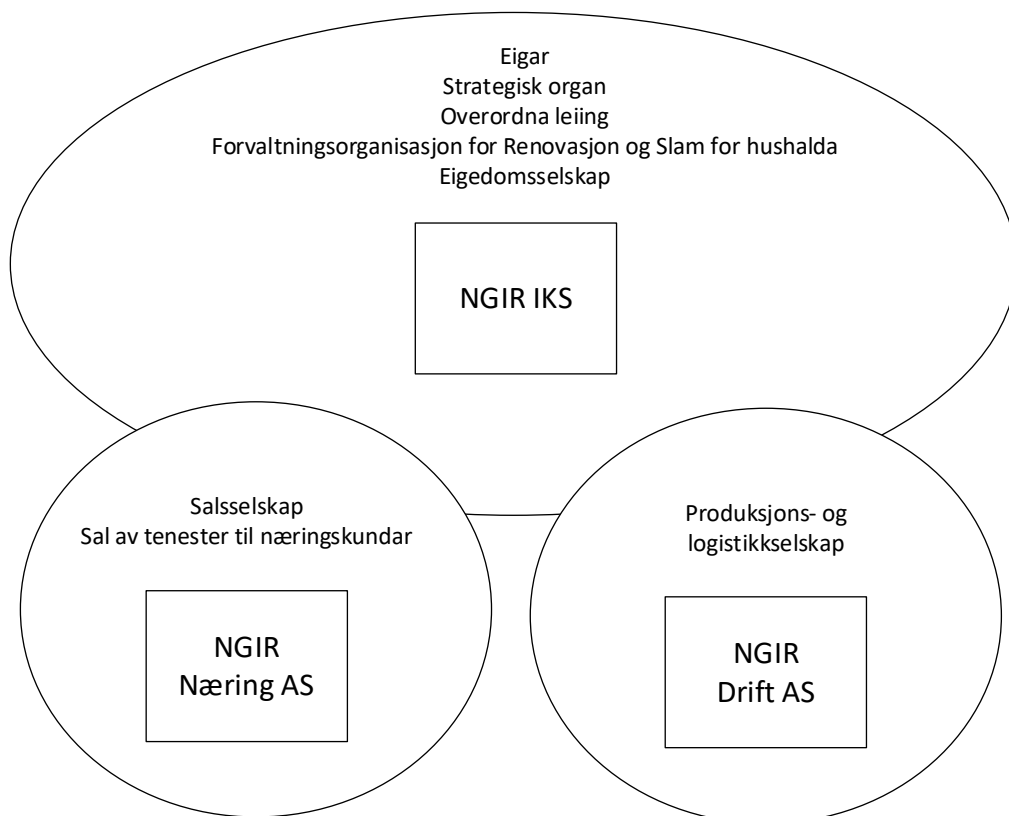 Eigar
Strategisk organ
Overordna leiing
Forvaltningsorganisasjon for Renovasjon og Slam for hushalda
Eigedomsselskap
NGIR IKS
Salsselskap
Sal av tenester til næringskundar
NGIR
Næring AS
Produksjons- og
logistikkselskap
NGIR
Drift AS